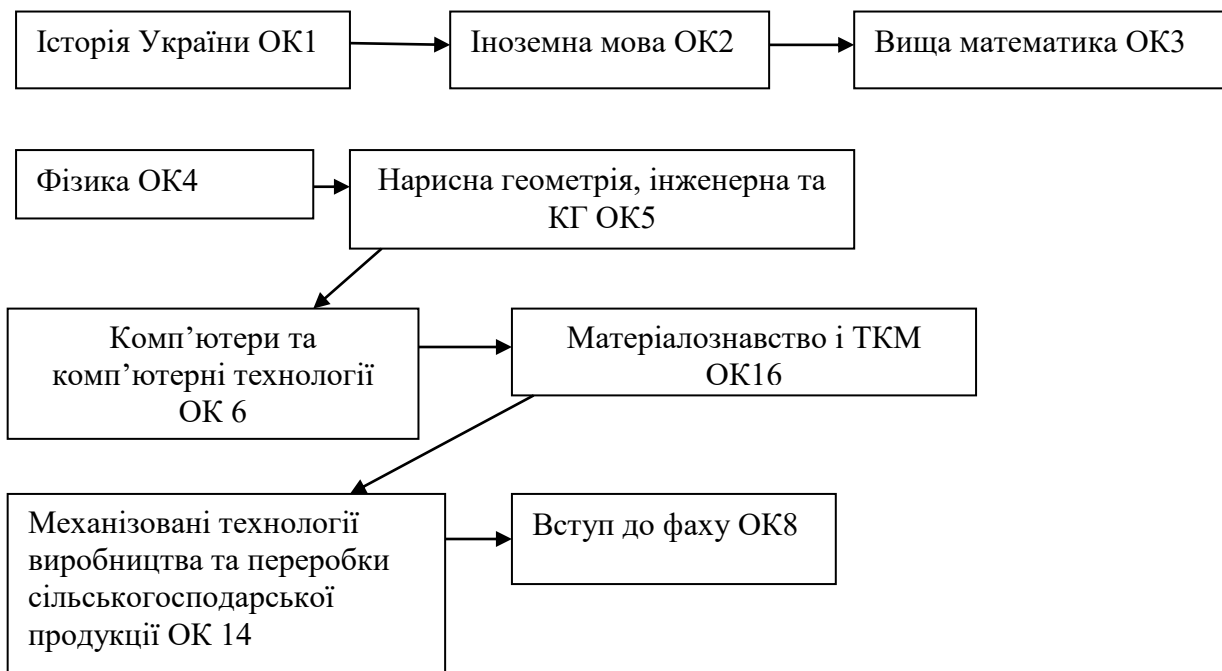 Історія України ОК1
Іноземна мова ОК2
Вища математика ОК3
Фізика ОК4
Нарисна геометрія, інженерна та
КГ ОК5
Комп’ютери та
комп’ютерні технології
ОК 6
Матеріалознавство і ТКМ
ОК16
Механізовані технології
виробництва та переробки
сільськогосподарської
продукції ОК 14
Вступ до фаху ОК8